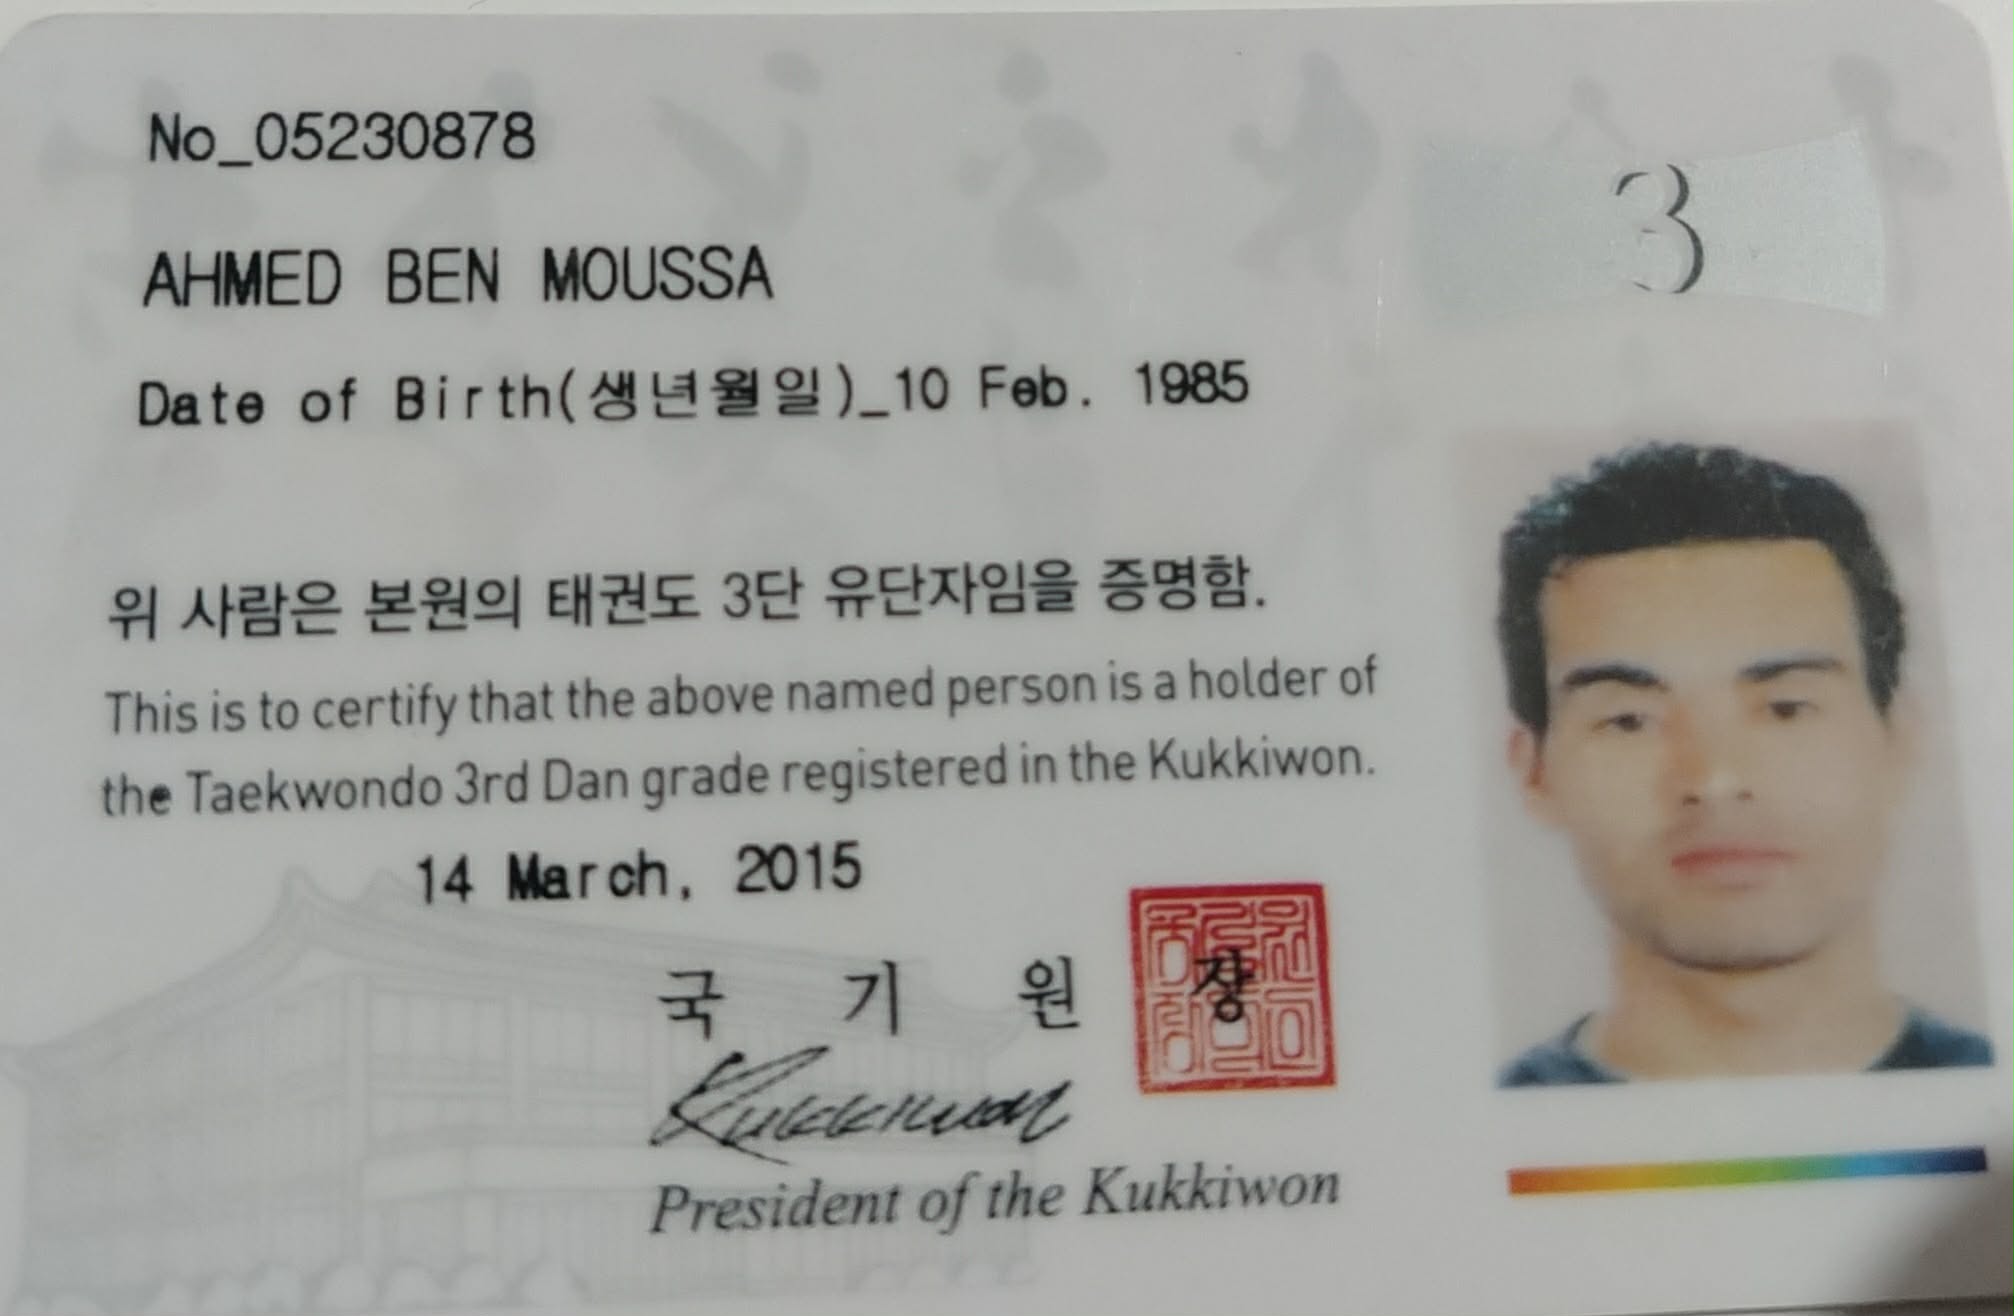 No_05230878
3
AHMED BEN MOUSSA
Date of Birth(생년월일)_10 Feb. 1985
위 사람은 본원의 태권도 3단 유단자임을 증명함.
This is to certify that the above named person is a holder of
the Taekwondo 3rd Dan grade registered in the Kukkiwon.
14 March, 2015
국 기 원 장
Kukkiwon
President of the Kukkiwon